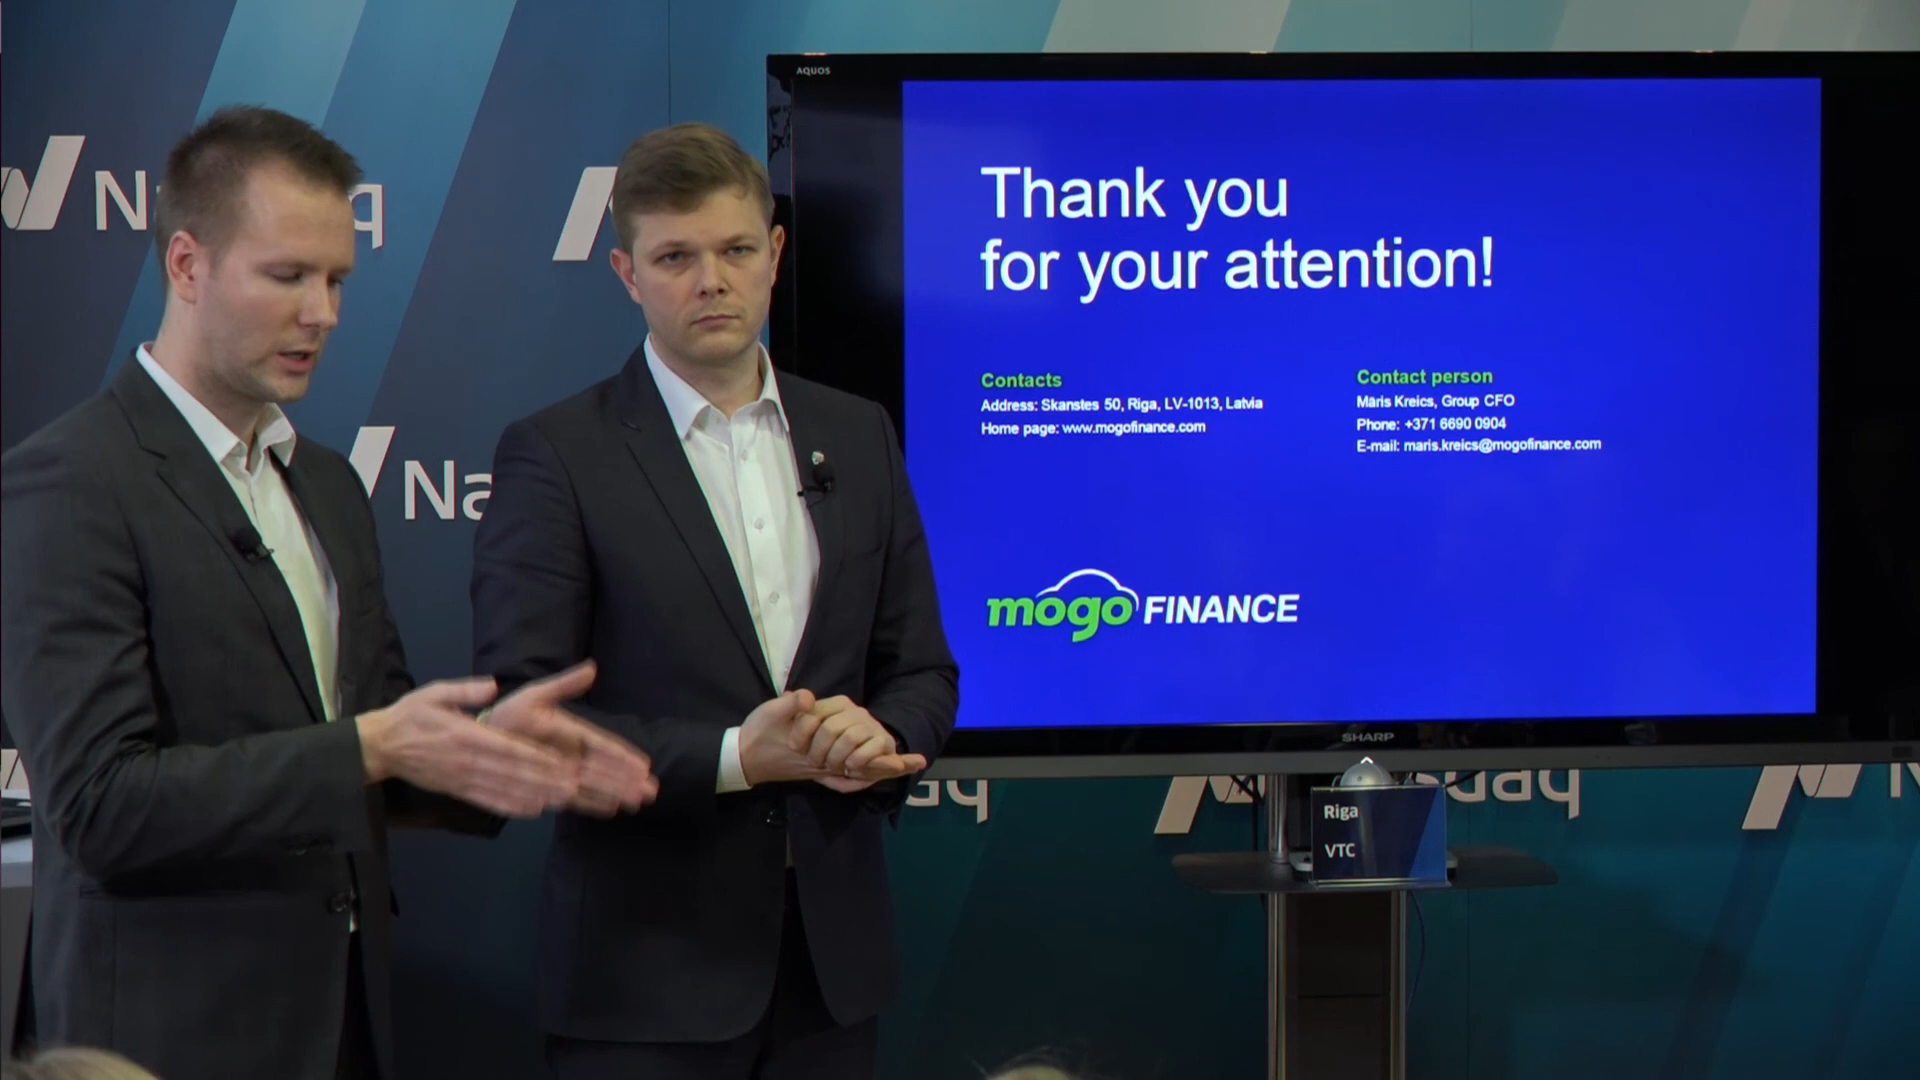 AQUOS
Thank you
for your attention!
Contacts
Address: Skanstes 50, Riga, LV-1013, Latvia
Home page: www.mogofinance.com
Contact person
Māris Kreics, Group CFO
Phone: +371 6690 0904
E-mail: maris.kreics@mogofinance.com
mogo FINANCE
SHARP
Riga
VTC
Nasdaq